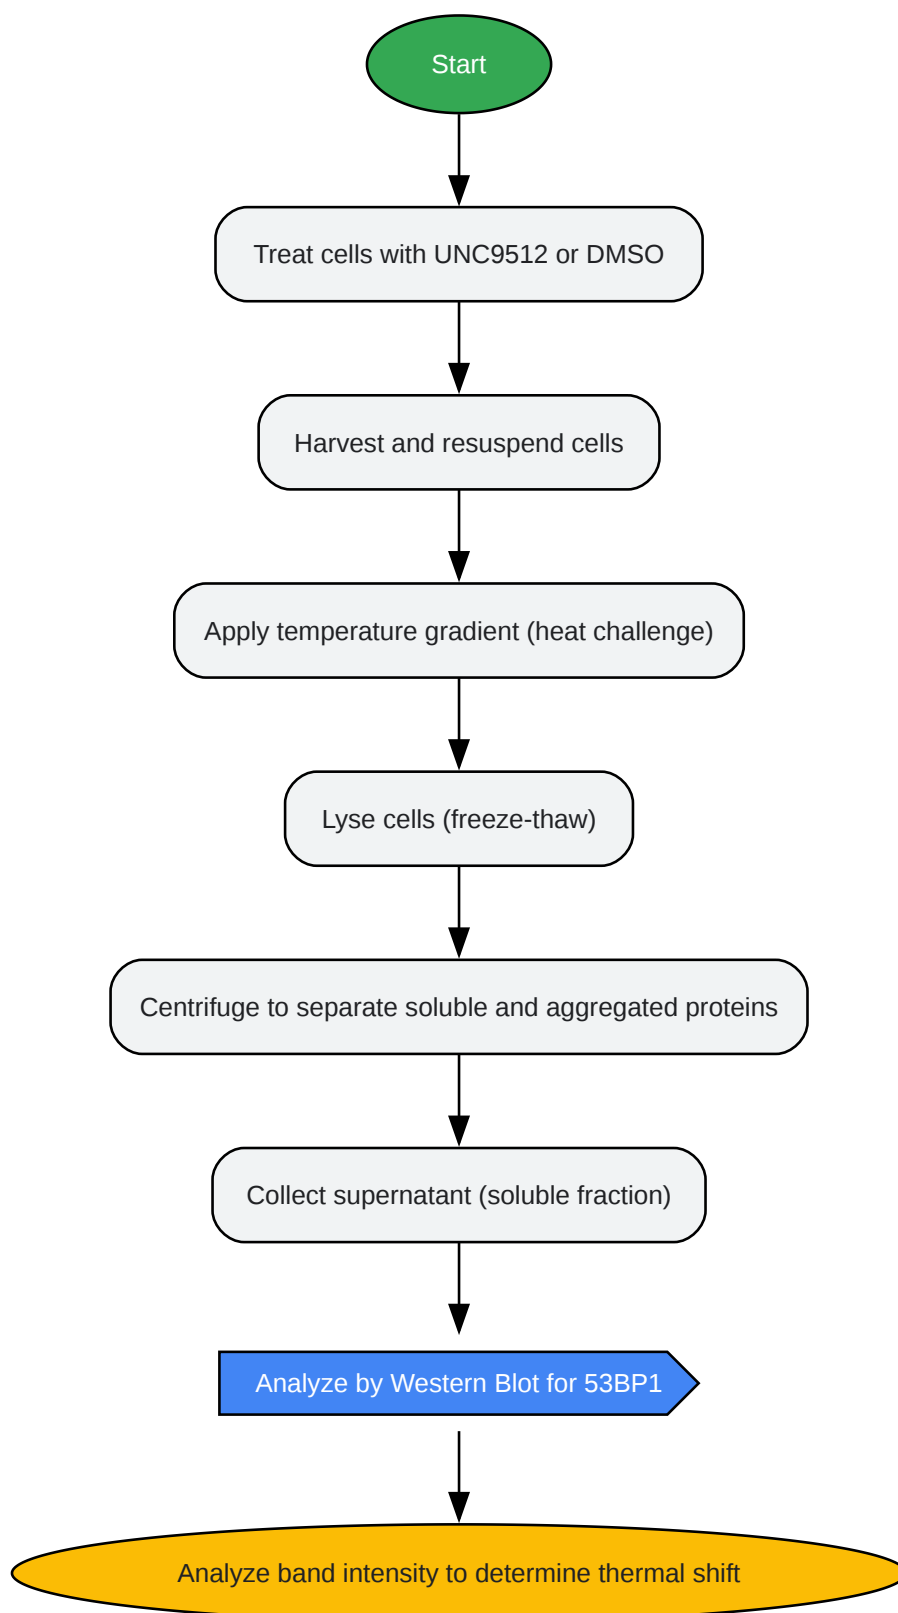 Start
Treat cells with UNC9512 or DMSO
Harvest and resuspend cells
Apply temperature gradient (heat challenge)
Lyse cells (freeze-thaw)
Centrifuge to separate soluble and aggregated proteins
Collect supernatant (soluble fraction)
Analyze by Western Blot for 53BP1
Analyze band intensity to determine thermal shift